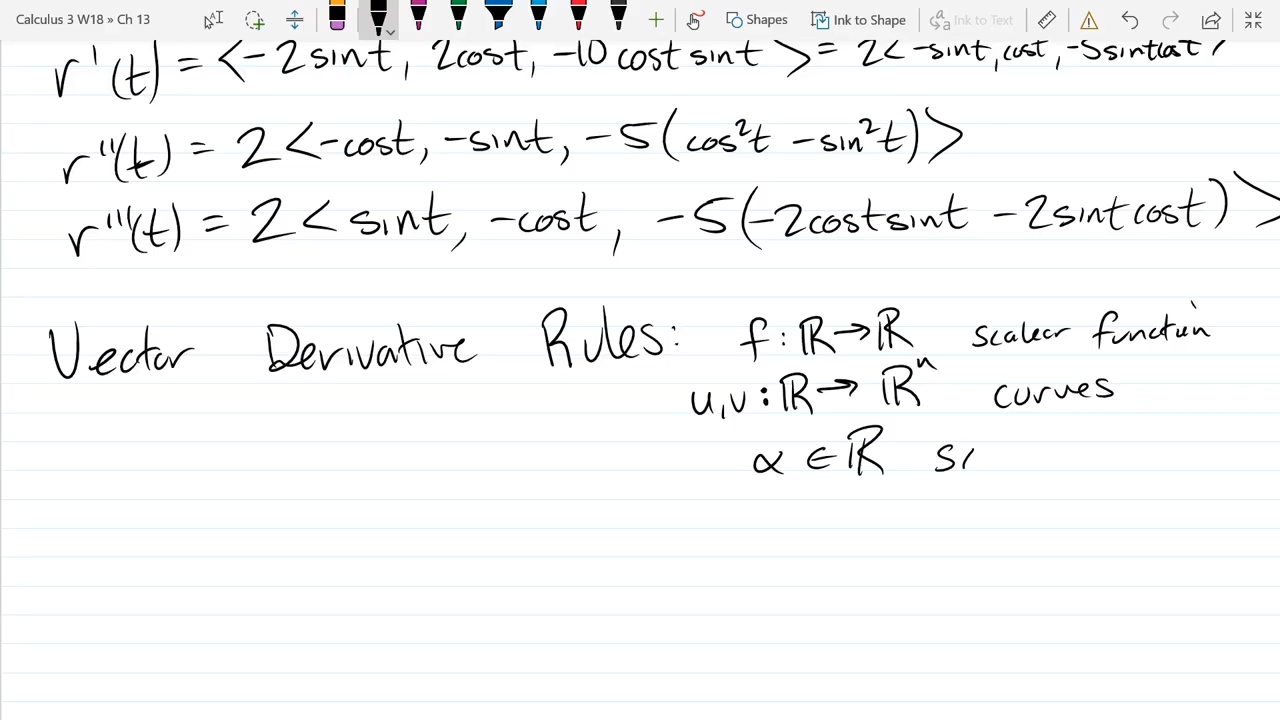 Calculus 3 W18 » Ch 13
Shapes
Ink to Shape
Ink to Text
r'(t) = <-2sint, 2cost, -10 cost sint> = 2<-sint, cost, -5sintcost>
r''(t) = 2<-cost, -sint, -5(cos²t - sin²t)>
r'''(t) = 2<sint, -cost, -5(-2costsint - 2sintcost)>
Vector Derivative Rules: f: ℝ→ℝ scalar function
u,v: ℝ→ℝⁿ curves
α ∈ ℝ